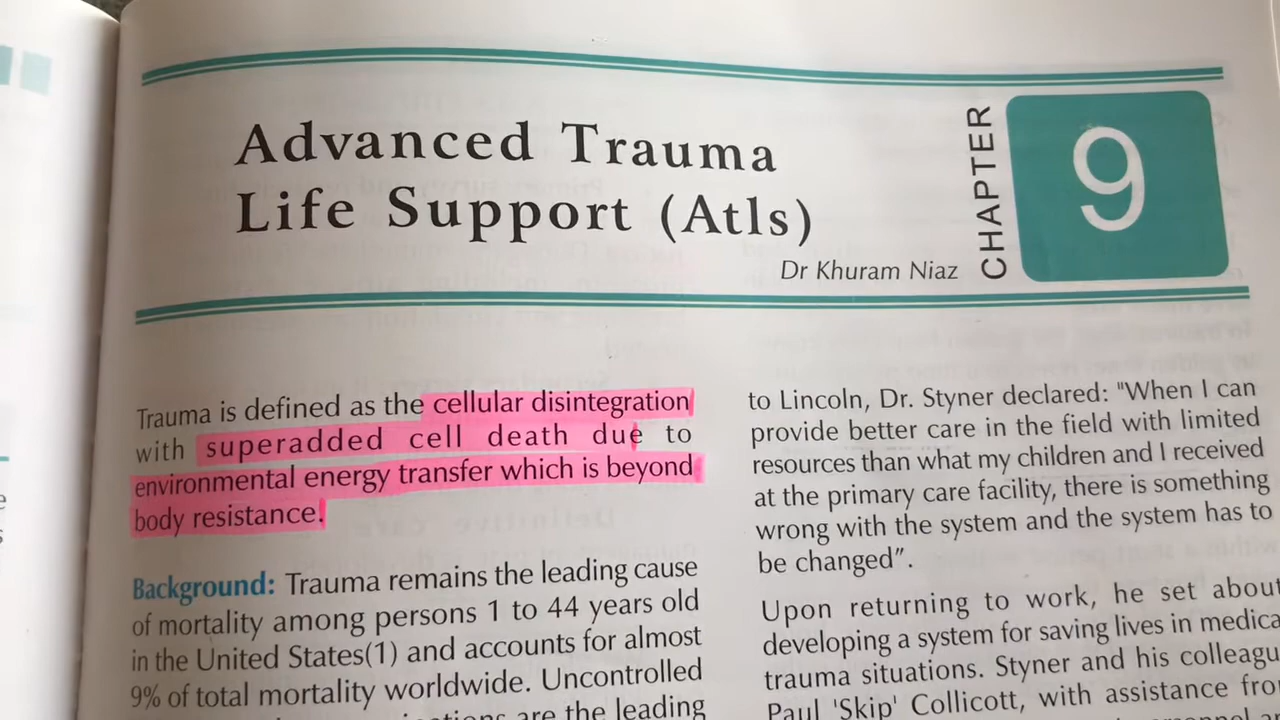 Advanced Trauma
Life Support (Atls)
Dr Khuram Niaz
CHAPTER
9
Trauma is defined as the cellular disintegration
with superadded cell death due to
environmental energy transfer which is beyond
body resistance.
Background: Trauma remains the leading cause
of mortality among persons 1 to 44 years old
in the United States(1) and accounts for almost
9% of total mortality worldwide. Uncontrolled
are the leading
to Lincoln, Dr. Styner declared: "When I can
provide better care in the field with limited
resources than what my children and I received
at the primary care facility, there is something
wrong with the system and the system has to
be changed".
Upon returning to work, he set about
developing a system for saving lives in medica
trauma situations. Styner and his colleagu
Paul 'Skip' Collicott, with assistance from